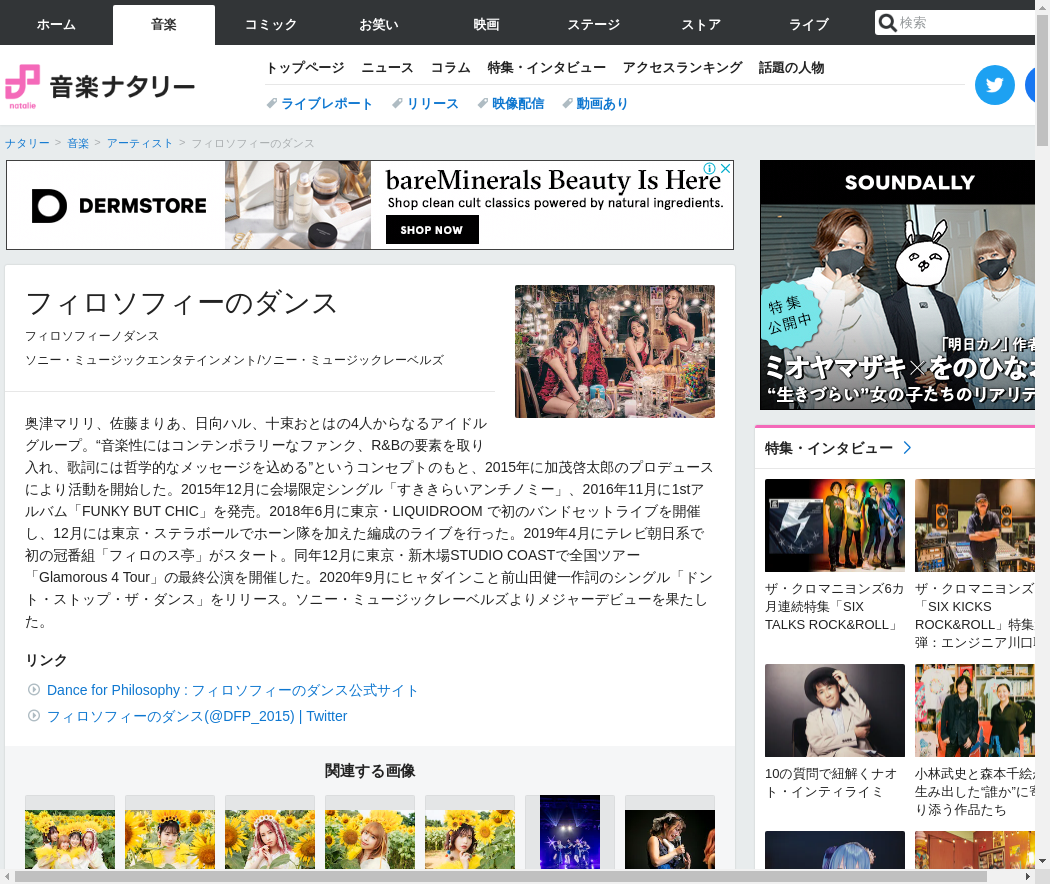 ホーム 音楽 コミック お笑い 映画 ステージ ストア ライブ 検索
natalie 音楽ナタリー
トップページ ニュース コラム 特集・インタビュー アクセスランキング 話題の人物
ライブレポート リリース 映像配信 動画あり
ナタリー > 音楽 > アーティスト > フィロソフィーのダンス
D DERMSTORE
bareMinerals Beauty Is Here
Shop clean cult classics powered by natural ingredients.
SHOP NOW
フィロソフィーのダンス
フィロソフィーノダンス
ソニー・ミュージックエンタテインメント/ソニー・ミュージックレーベルズ
奥津マリリ、佐藤まりあ、日向ハル、十束おとはの4人からなるアイドル
グループ。“音楽性にはコンテンポラリーなファンク、R&Bの要素を取り
入れ、歌詞には哲学的なメッセージを込める”というコンセプトのもと、2015年に加茂啓太郎のプロデュース
により活動を開始した。2015年12月に会場限定シングル「すききらいアンチノミー」、2016年11月に1stア
ルバム「FUNKY BUT CHIC」を発売。2018年6月に東京・LIQUIDROOM で初のバンドセットライブを開催
し、12月には東京・ステラボールでホーン隊を加えた編成のライブを行った。2019年4月にテレビ朝日系で
初の冠番組「フィロのス亭」がスタート。同年12月に東京・新木場STUDIO COASTで全国ツアー
「Glamorous 4 Tour」の最終公演を開催した。2020年9月にヒャダインこと前山田健一作詞のシングル「ドン
ト・ストップ・ザ・ダンス」をリリース。ソニー・ミュージックレーベルズよりメジャーデビューを果たし
た。
リンク
Dance for Philosophy : フィロソフィーのダンス公式サイト
フィロソフィーのダンス(@DFP_2015) | Twitter
関連する画像
SOUNDALLY
特集
公開中
「明日カノ」作者
ミオヤマザキ×をのひなオ
“生きづらい”女の子たちのリアリテ
特集・インタビュー
ザ・クロマニヨンズ6カ
月連続特集「SIX
TALKS ROCK&ROLL」
ザ・クロマニヨンズ
「SIX KICKS
ROCK&ROLL」特集
弾：エンジニア川口
10の質問で紐解くナオ
ト・インティライミ
小林武史と森本千絵
生み出した“誰か”に寄
り添う作品たち